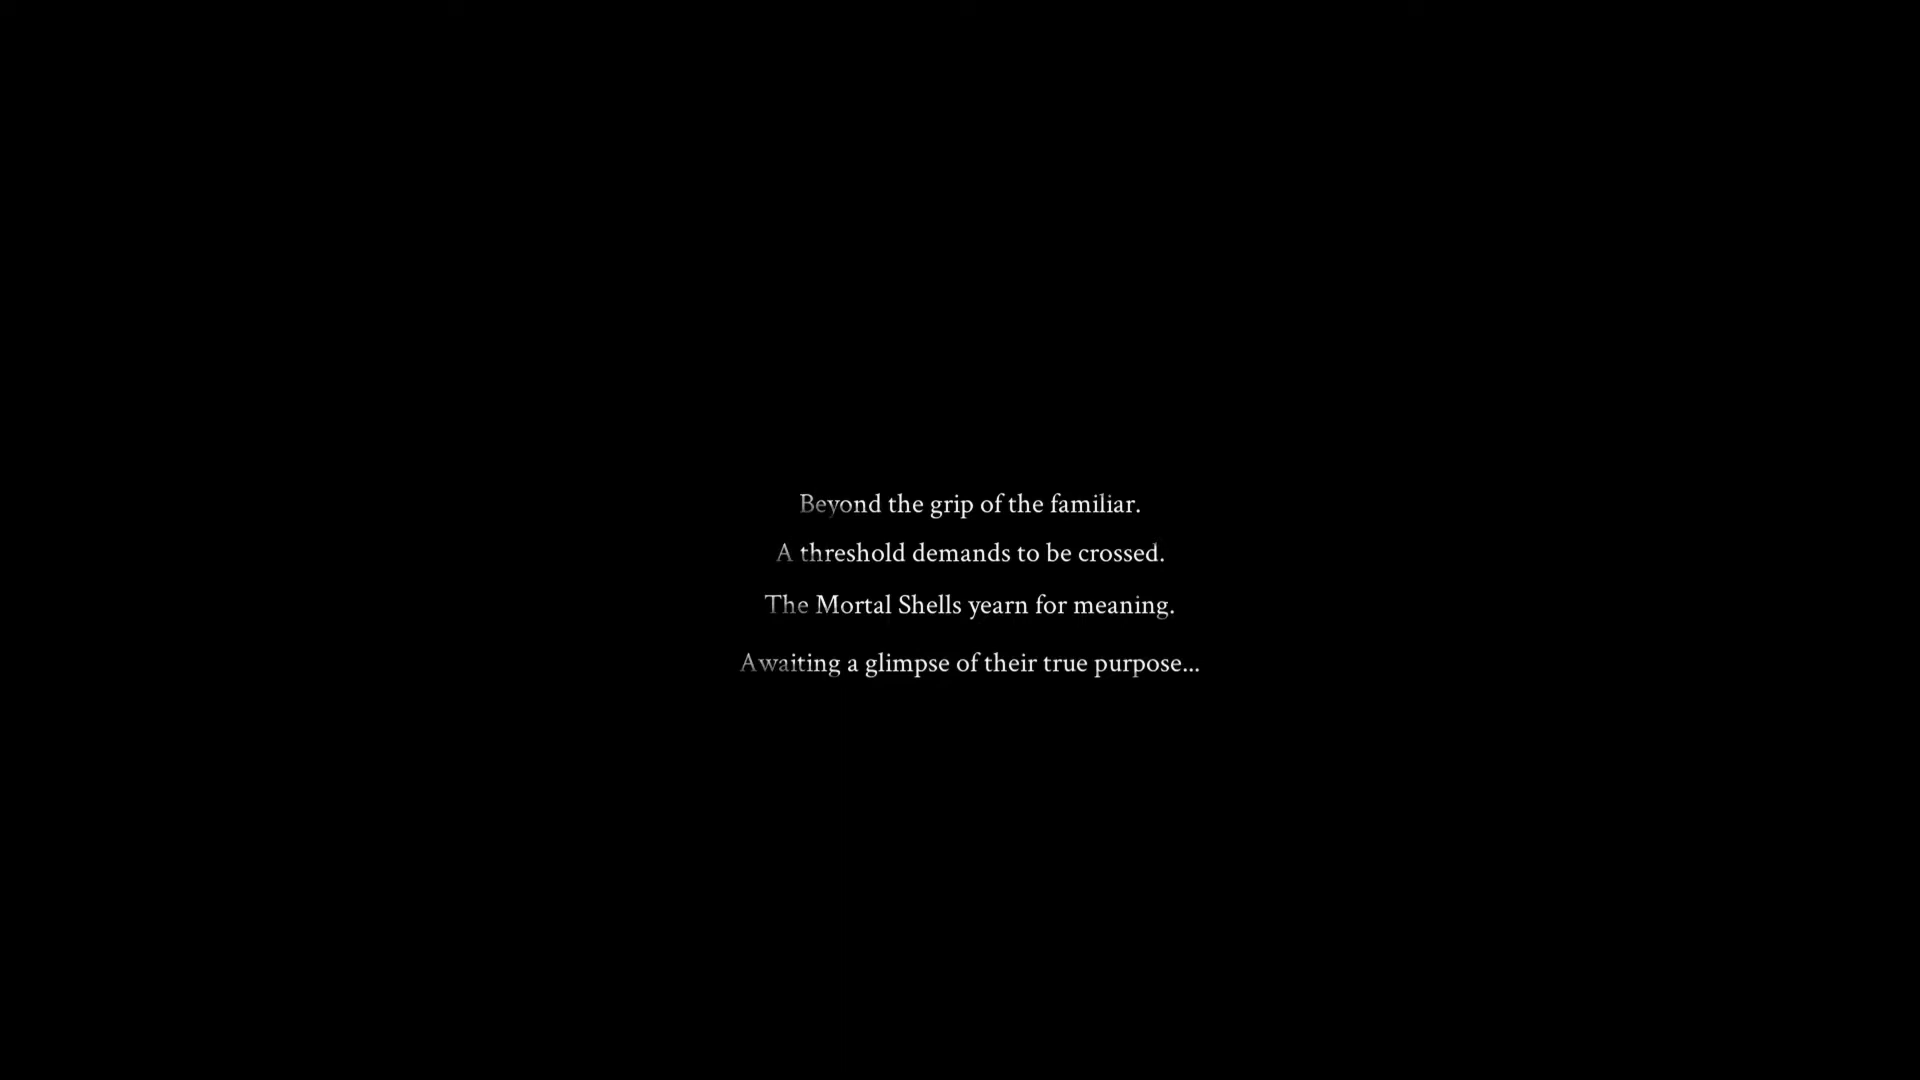 Beyond the grip of the familiar.
A threshold demands to be crossed.
The Mortal Shells yearn for meaning.
Awaiting a glimpse of their true purpose...